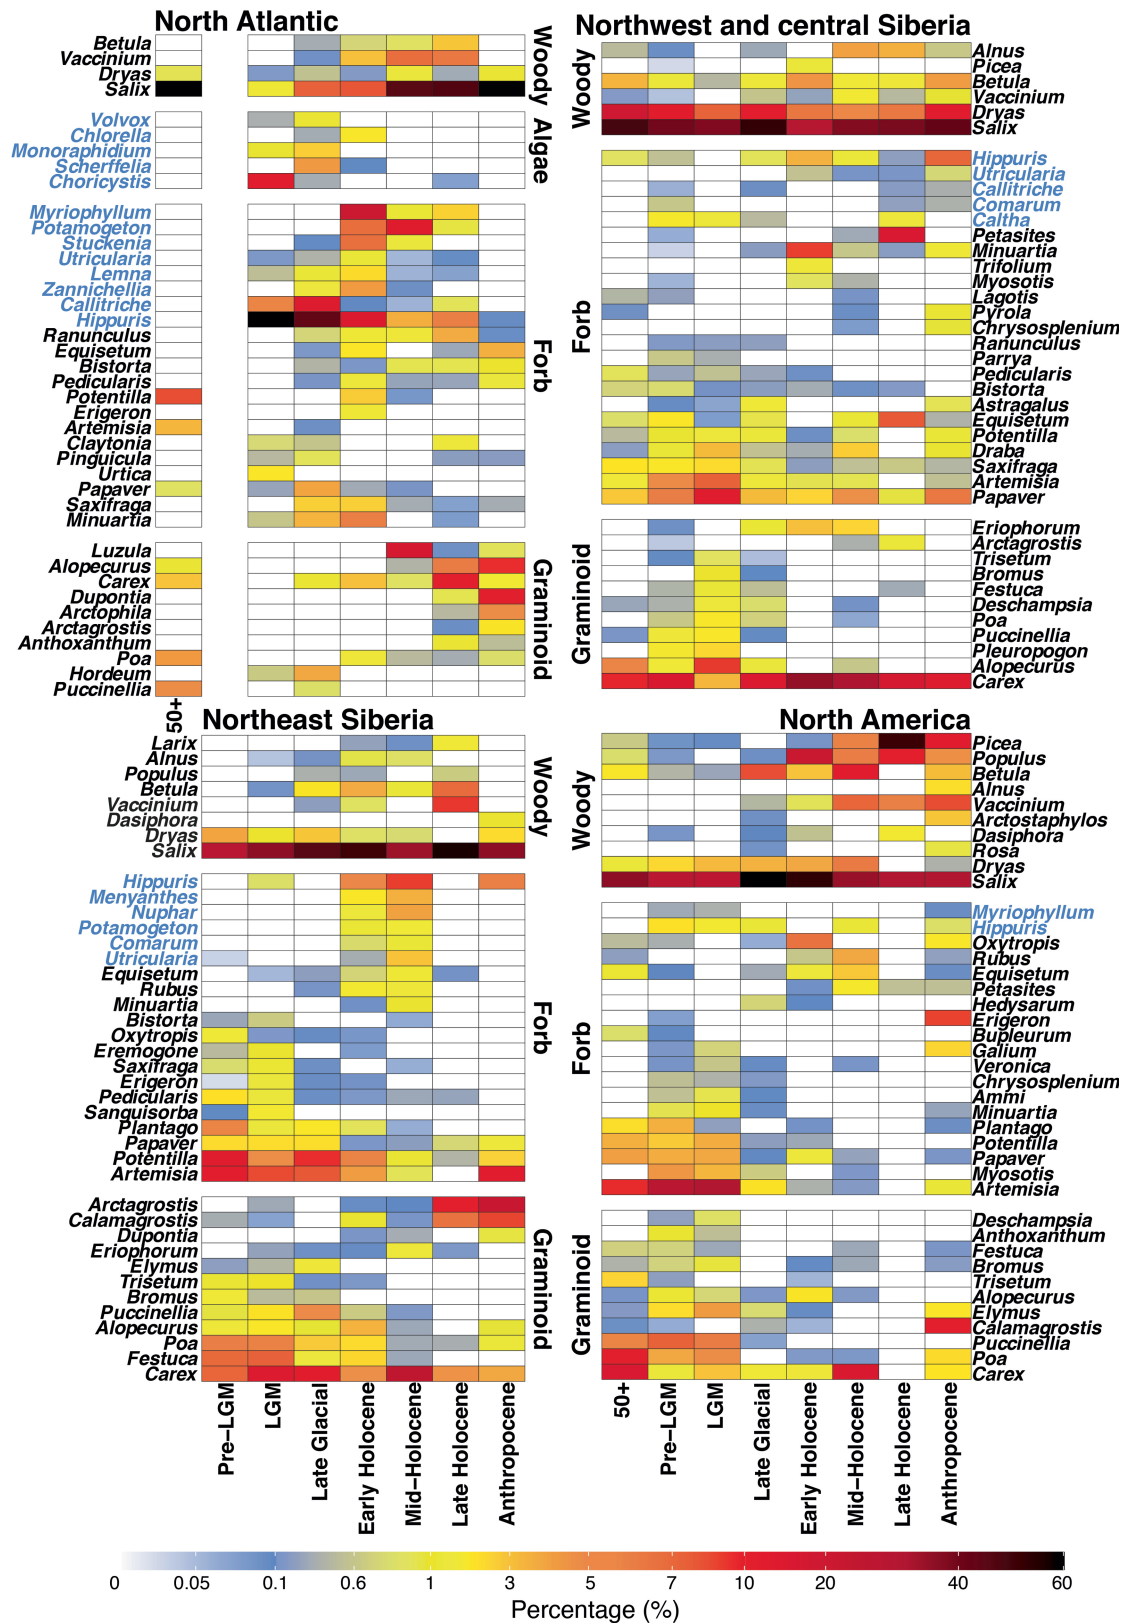 North Atlantic
Betula
Vaccinium
Dryas
Salix
Woody
Volvox
Chlorella
Monoraphidium
Scherffelia
Choricystis
Algae
Myriophyllum
Potamogeton
Stuckenia
Utricularia
Lemna
Zannichellia
Callitriche
Hippuris
Ranunculus
Equisetum
Bistorta
Pedicularis
Potentilla
Erigeron
Artemisia
Claytonia
Pinguicula
Urtica
Papaver
Saxifraga
Minuartia
Forb
Luzula
Alopecurus
Carex
Dupontia
Arctophila
Arctagrostis
Anthoxanthum
Poa
Hordeum
Puccinellia
Graminoid
50+
Northwest and central Siberia
Woody
Alnus
Picea
Betula
Vaccinium
Dryas
Salix
Forb
Hippuris
Utricularia
Callitriche
Comarum
Caltha
Petasites
Minuartia
Trifolium
Myosotis
Lagotis
Pyrola
Chrysosplenium
Ranunculus
Parrya
Pedicularis
Bistorta
Astragalus
Equisetum
Potentilla
Draba
Saxifraga
Artemisia
Papaver
Graminoid
Eriophorum
Arctagrostis
Trisetum
Bromus
Festuca
Deschampsia
Poa
Puccinellia
Pleuropogon
Alopecurus
Carex
Northeast Siberia
Larix
Alnus
Populus
Betula
Vaccinium
Dasiphora
Dryas
Salix
Woody
Hippuris
Menyanthes
Nuphar
Potamogeton
Comarum
Utricularia
Equisetum
Rubus
Minuartia
Bistorta
Oxytropis
Eremogone
Saxifraga
Erigeron
Pedicularis
Sanguisorba
Plantago
Papaver
Potentilla
Artemisia
Forb
Arctagrostis
Calamagrostis
Dupontia
Eriophorum
Elymus
Trisetum
Bromus
Puccinellia
Alopecurus
Poa
Festuca
Carex
Graminoid
Pre−LGM
LGM
Late Glacial
Early Holocene
Mid−Holocene
Late Holocene
Anthropocene
North America
Woody
Picea
Populus
Betula
Alnus
Vaccinium
Arctostaphylos
Dasiphora
Rosa
Dryas
Salix
Forb
Myriophyllum
Hippuris
Oxytropis
Rubus
Equisetum
Petasites
Hedysarum
Erigeron
Bupleurum
Galium
Veronica
Chrysosplenium
Ammi
Minuartia
Plantago
Potentilla
Papaver
Myosotis
Artemisia
Graminoid
Deschampsia
Anthoxanthum
Festuca
Bromus
Trisetum
Alopecurus
Elymus
Calamagrostis
Puccinellia
Poa
Carex
50+
Pre−LGM
LGM
Late Glacial
Early Holocene
Mid−Holocene
Late Holocene
Anthropocene
0 0.05 0.1 0.6 1 3 5 7 10 20 40 60
Percentage (%)